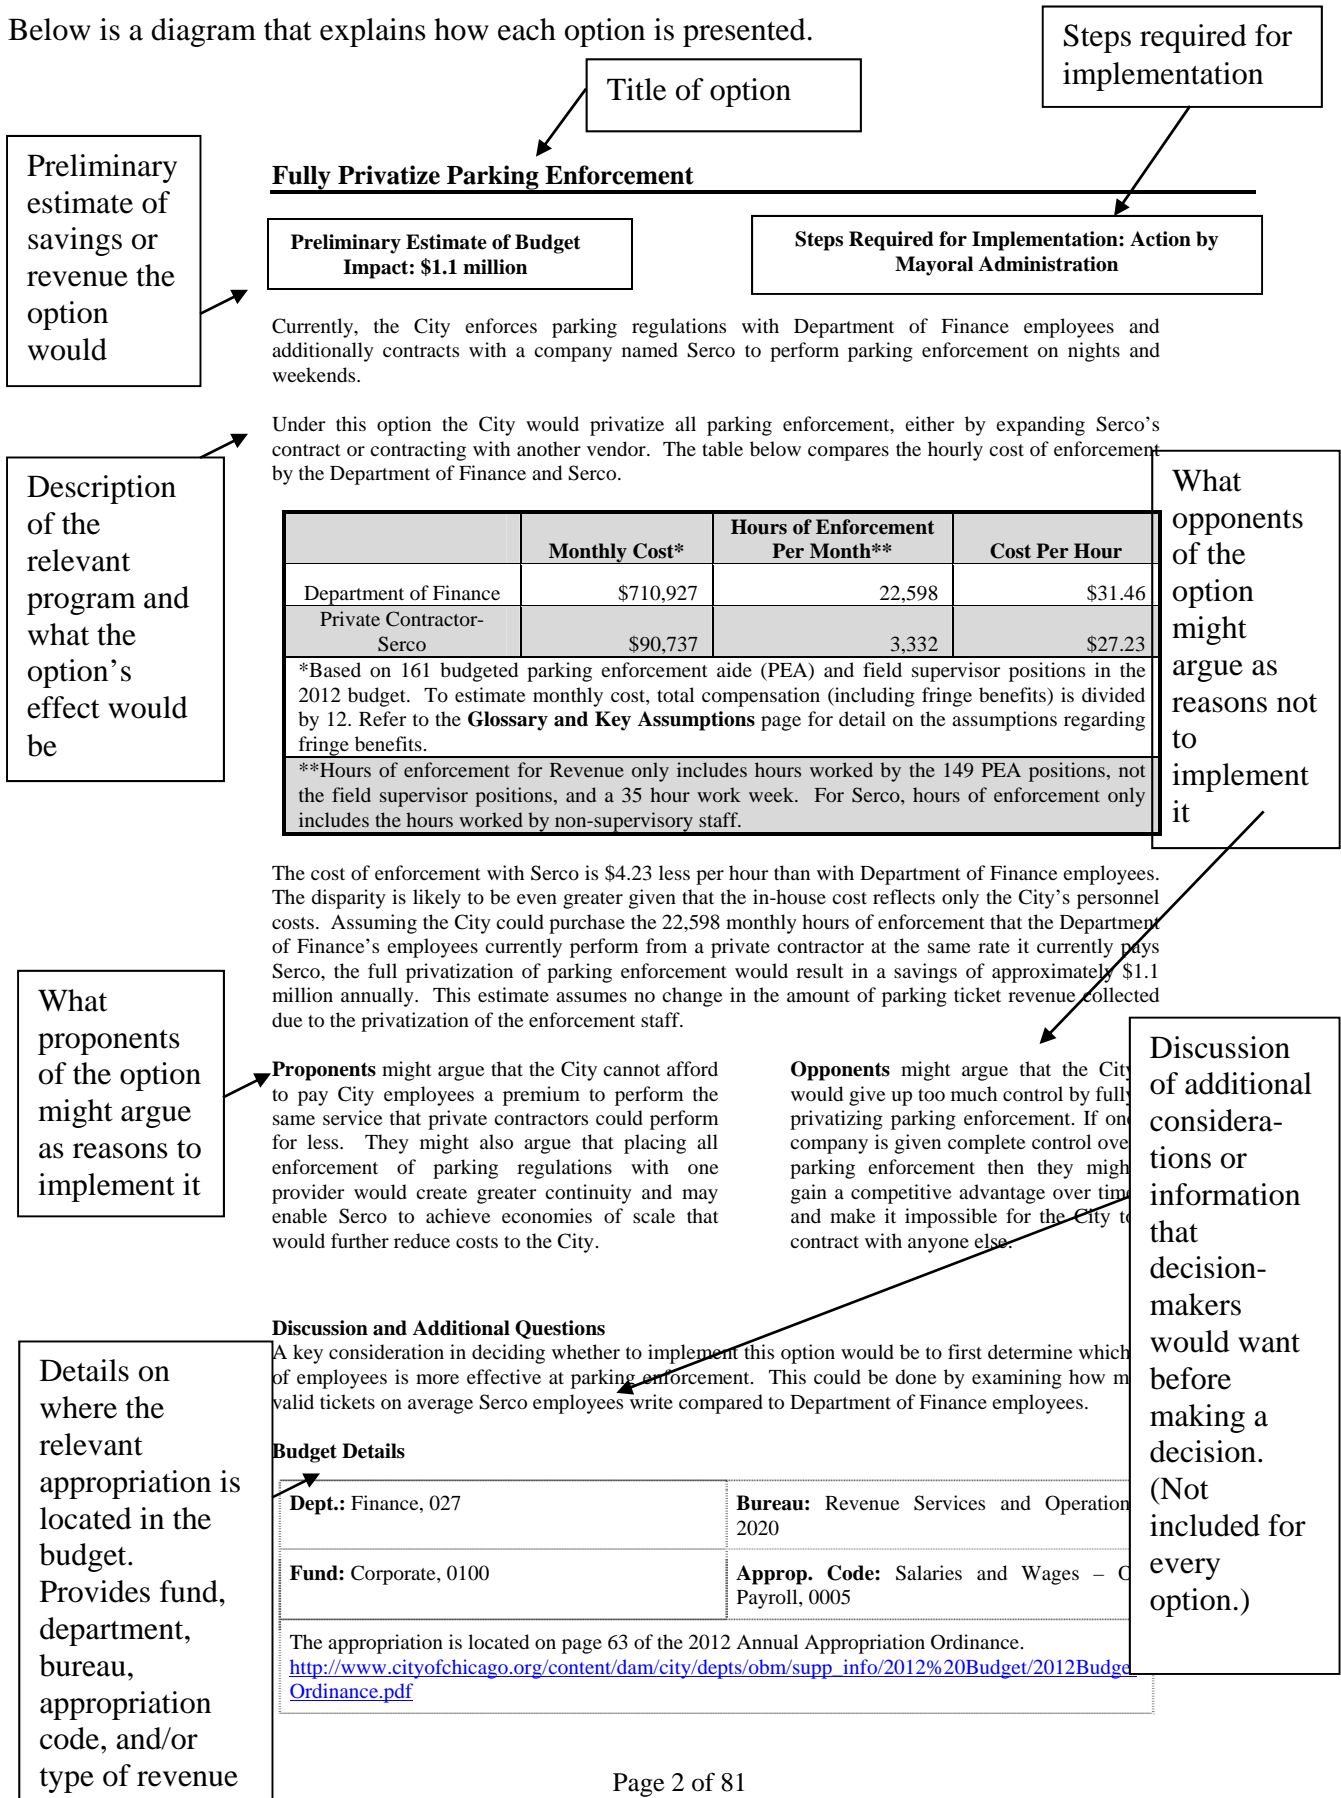 Below is a diagram that explains how each option is presented.
Steps required for
implementation
Title of option
Preliminary
estimate of
savings or
revenue the
option
would
Fully Privatize Parking Enforcement
Preliminary Estimate of Budget
Impact: $1.1 million
Steps Required for Implementation: Action by
Mayoral Administration
Currently, the City enforces parking regulations with Department of Finance employees and
additionally contracts with a company named Serco to perform parking enforcement on nights and
weekends.
Under this option the City would privatize all parking enforcement, either by expanding Serco's
contract or contracting with another vendor. The table below compares the hourly cost of enforcement
by the Department of Finance and Serco.
Description
of the
relevant
program and
what the
option's
effect would
be
What
opponents
of the
option
might
argue as
reasons not
to
implement
it
Monthly Cost*
Hours of Enforcement
Per Month**
Cost Per Hour
Department of Finance $710,927 22,598 $31.46
Private Contractor-
Serco $90,737 3,332 $27.23
*Based on 161 budgeted parking enforcement aide (PEA) and field supervisor positions in the
2012 budget. To estimate monthly cost, total compensation (including fringe benefits) is divided
by 12. Refer to the Glossary and Key Assumptions page for detail on the assumptions regarding
fringe benefits.
**Hours of enforcement for Revenue only includes hours worked by the 149 PEA positions, not
the field supervisor positions, and a 35 hour work week. For Serco, hours of enforcement only
includes the hours worked by non-supervisory staff.
The cost of enforcement with Serco is $4.23 less per hour than with Department of Finance employees.
The disparity is likely to be even greater given that the in-house cost reflects only the City's personnel
costs. Assuming the City could purchase the 22,598 monthly hours of enforcement that the Department
of Finance's employees currently perform from a private contractor at the same rate it currently pays
Serco, the full privatization of parking enforcement would result in a savings of approximately $1.1
million annually. This estimate assumes no change in the amount of parking ticket revenue collected
due to the privatization of the enforcement staff.
What
proponents
of the option
might argue
as reasons to
implement it
Proponents might argue that the City cannot afford
to pay City employees a premium to perform the
same service that private contractors could perform
for less. They might also argue that placing all
enforcement of parking regulations with one
provider would create greater continuity and may
enable Serco to achieve economies of scale that
would further reduce costs to the City.
Opponents might argue that the City
would give up too much control by fully
privatizing parking enforcement. If one
company is given complete control over
parking enforcement then they might
gain a competitive advantage over time
and make it impossible for the City to
contract with anyone else.
Discussion
of additional
considera-
tions or
information
that
decision-
makers
would want
before
making a
decision.
(Not
included for
every
option.)
Discussion and Additional Questions
A key consideration in deciding whether to implement this option would be to first determine which
of employees is more effective at parking enforcement. This could be done by examining how m
valid tickets on average Serco employees write compared to Department of Finance employees.
Details on
where the
relevant
appropriation is
located in the
budget.
Provides fund,
department,
bureau,
appropriation
code, and/or
type of revenue
Budget Details
Dept.: Finance, 027
Bureau: Revenue Services and Operation
2020
Fund: Corporate, 0100
Approp. Code: Salaries and Wages – O
Payroll, 0005
The appropriation is located on page 63 of the 2012 Annual Appropriation Ordinance.
http://www.cityofchicago.org/content/dam/city/depts/obm/supp_info/2012%20Budget/2012Budge
Ordinance.pdf
Page 2 of 81